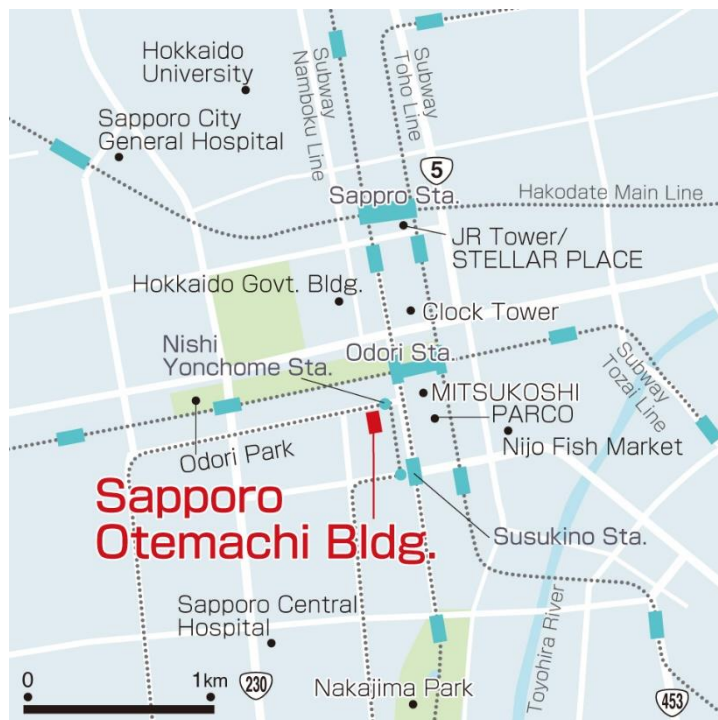 Hokkaido
University
Subway
Namboku Line
Subway
Toho Line
Sapporo City
General Hospital
5
Sappro Sta.
Hakodate Main Line
JR Tower/
STELLAR PLACE
Hokkaido Govt. Bldg.
Clock Tower
Nishi
Yonchome Sta.
Odori Sta.
Subway
Tozai Line
MITSUKOSHI
PARCO
Nijo Fish Market
Odori Park
Sapporo
Otemachi Bldg.
Susukino Sta.
Sapporo Central
Hospital
Toyohira River
0
1km
230
Nakajima Park
453